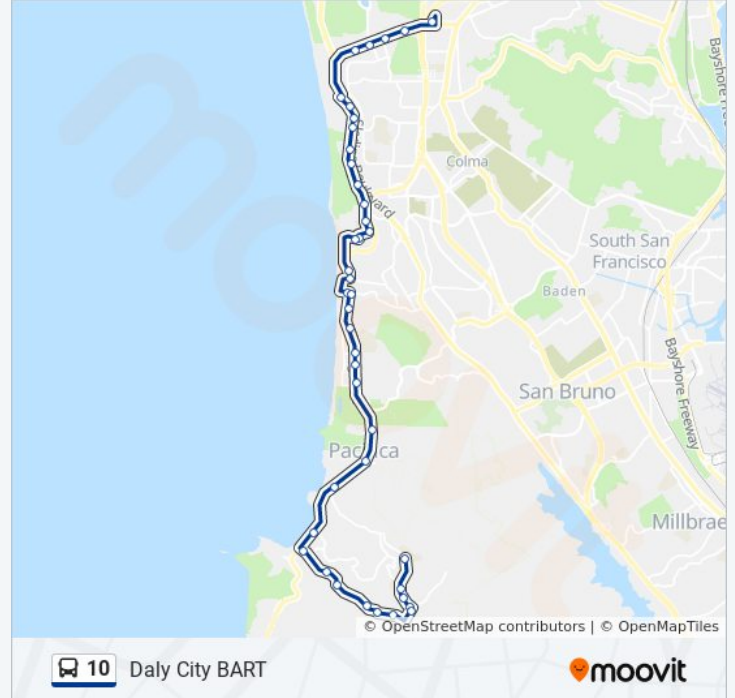 Bayshore Free
Colma
South San
Francisco
Baden
Bayshore Freeway
San Bruno
Millbrae
© OpenStreetMap contributors | © OpenMapTiles
10 Daly City BART
moovit